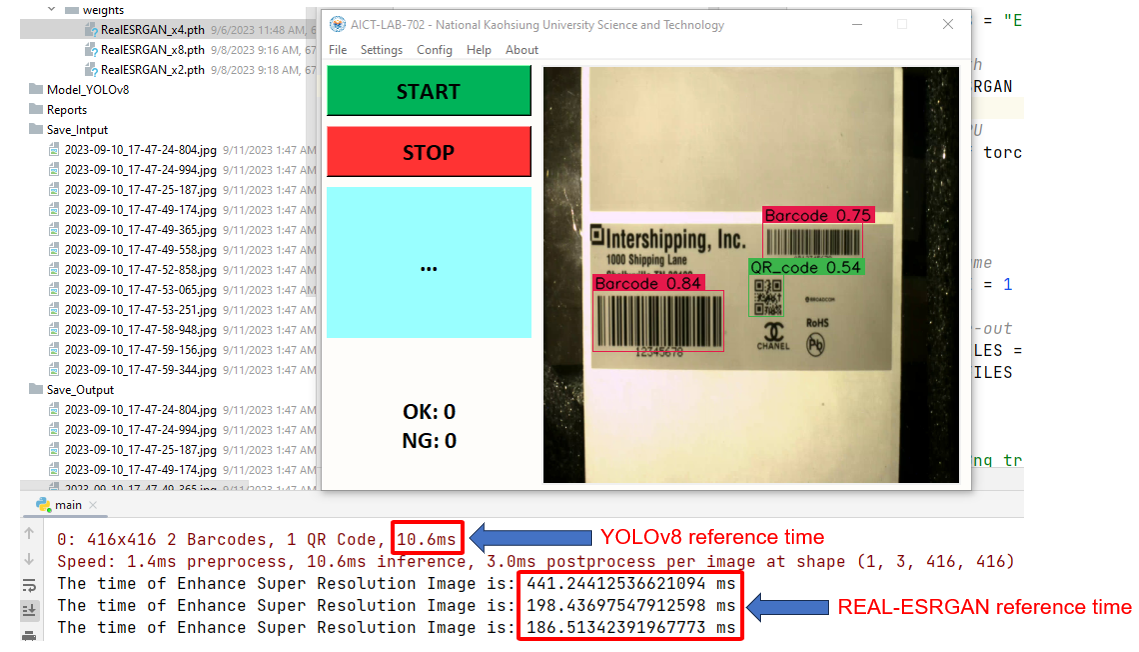 weights
RealESRGAN_x4.pth 9/6/2023 11:48 AM, 6
RealESRGAN_x8.pth 9/8/2023 9:16 AM, 67
RealESRGAN_x2.pth 9/8/2023 9:18 AM, 67
Model_YOLOv8
Reports
Save_Intput
2023-09-10_17-47-24-804.jpg 9/11/2023 1:47 AM
2023-09-10_17-47-24-994.jpg 9/11/2023 1:47 AM
2023-09-10_17-47-25-187.jpg 9/11/2023 1:47 AM
2023-09-10_17-47-49-174.jpg 9/11/2023 1:47 AM
2023-09-10_17-47-49-365.jpg 9/11/2023 1:47 AM
2023-09-10_17-47-49-558.jpg 9/11/2023 1:47 AM
2023-09-10_17-47-52-858.jpg 9/11/2023 1:47 AM
2023-09-10_17-47-53-065.jpg 9/11/2023 1:47 AM
2023-09-10_17-47-53-251.jpg 9/11/2023 1:47 AM
2023-09-10_17-47-58-948.jpg 9/11/2023 1:47 AM
2023-09-10_17-47-59-156.jpg 9/11/2023 1:47 AM
2023-09-10_17-47-59-344.jpg 9/11/2023 1:47 AM
Save_Output
2023-09-10_17-47-24-804.jpg 9/11/2023 1:47 AM
2023-09-10_17-47-24-994.jpg 9/11/2023 1:47 AM
2023-09-10_17-47-25-187.jpg 9/11/2023 1:47 AM
2023-09-10_17-47-49-174.jpg 9/11/2023 1:47 AM
2023-09-10_17-47-49-365.jpg 9/11/2023 1:47 AM
AICT-LAB-702 - National Kaohsiung University Science and Technology
File Settings Config Help About
START
STOP
...
OK: 0
NG: 0
Barcode 0.75
Intershipping, Inc.
1000 Shipping Lane
QR_code 0.54
Barcode 0.84
12345678
BROADCOM
CHANEL
RoHS
Pb
= "E
h
RGAN
PU
torc
me
= 1
-out
LES =
ILES
ng tr
main
0: 416x416 2 Barcodes, 1 QR Code, 10.6ms
YOLOv8 reference time
Speed: 1.4ms preprocess, 10.6ms inference, 3.0ms postprocess per image at shape (1, 3, 416, 416)
The time of Enhance Super Resolution Image is: 441.24412536621094 ms
The time of Enhance Super Resolution Image is: 198.43697547912598 ms
REAL-ESRGAN reference time
The time of Enhance Super Resolution Image is: 186.51342391967773 ms